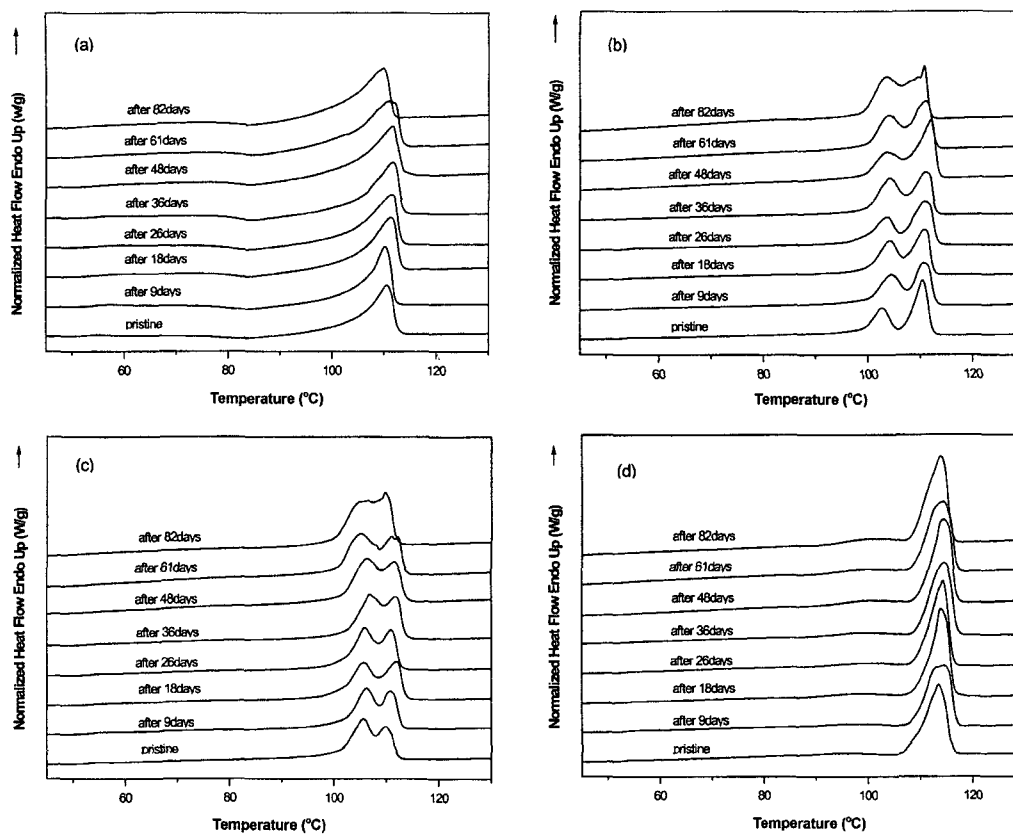 (a)
Normalized Heat Flow Endo Up (w/g)
after 82days
after 61days
after 48days
after 36days
after 26days
after 18days
after 9days
pristine
60 80 100 120
Temperature (°C)
(b)
Normalized Heat Flow Endo Up (W/g)
after 82days
after 61days
after 48days
after 36days
after 26days
after 18days
after 9days
pristine
60 80 100 120
Temperature (°C)
(c)
Normalized Heat Flow Endo Up (W/g)
after 82days
after 61days
after 48days
after 36days
after 26days
after 18days
after 9days
pristine
60 80 100 120
Temperature (°C)
(d)
Normalized Heat Flow Endo Up (W/g)
after 82days
after 61days
after 48days
after 36days
after 26days
after 18days
after 9days
pristine
60 80 100 120
Temperature (°C)